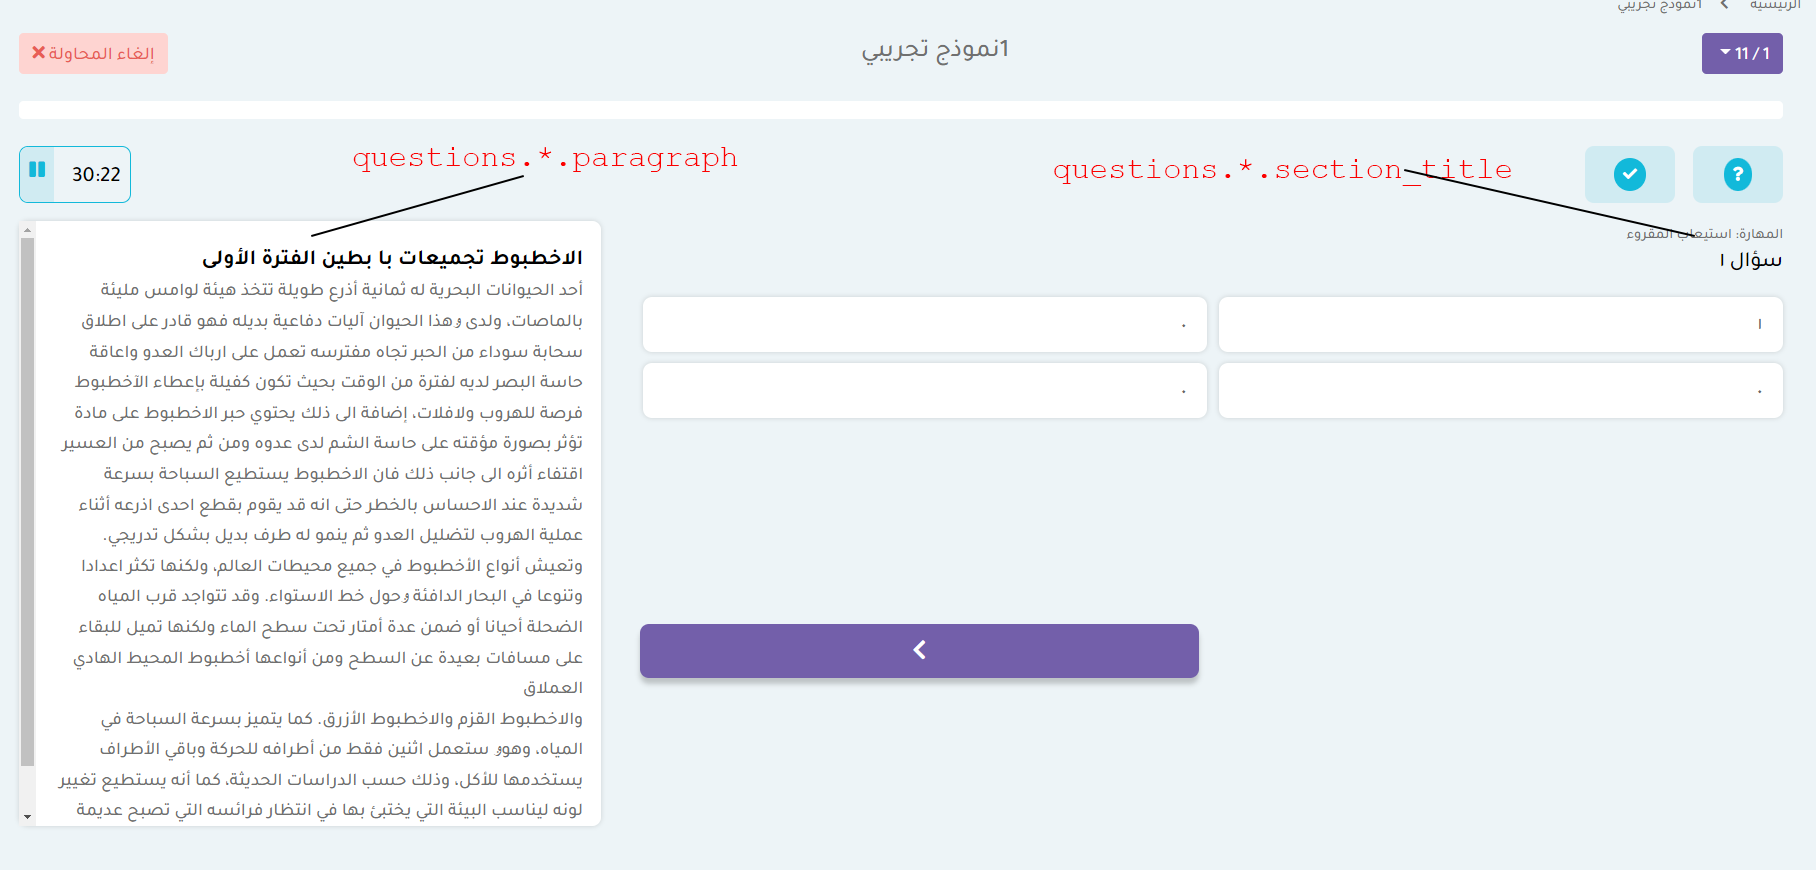 الرئيسية
1نموذج تجريبي
1 / 11
1نموذج تجريبي
إلغاء المحاولة
30:22
questions.*.paragraph
questions.*.section_title
المهارة: استيعاب المقروء
سؤال ا
ا
.
.
.
الاخطبوط تجميعات با بطين الفترة الأولى
أحد الحيوانات البحرية له ثمانية أذرع طويلة تتخذ هيئة لوامس مليئة
بالماصات، ولدى وهذا الحيوان آليات دفاعية بديله فهو قادر على اطلاق
سحابة سوداء من الحبر تجاه مفترسه تعمل على ارباك العدو واعاقة
حاسة البصر لديه لفترة من الوقت بحيث تكون كفيلة بإعطاء الآخطبوط
فرصة للهروب ولافلات، إضافة الى ذلك يحتوي حبر الاخطبوط على مادة
تؤثر بصورة مؤقته على حاسة الشم لدى عدوه ومن ثم يصبح من العسير
اقتفاء أثره الى جانب ذلك فان الاخطبوط يستطيع السباحة بسرعة
شديدة عند الاحساس بالخطر حتى انه قد يقوم بقطع احدى اذرعه أثناء
عملية الهروب لتضليل العدو ثم ينمو له طرف بديل بشكل تدريجي.
وتعيش أنواع الأخطبوط في جميع محيطات العالم، ولكنها تكثر اعدادا
وتنوعا في البحار الدافئة وحول خط الاستواء. وقد تتواجد قرب المياه
الضحلة أحيانا أو ضمن عدة أمتار تحت سطح الماء ولكنها تميل للبقاء
على مسافات بعيدة عن السطح ومن أنواعها أخطبوط المحيط الهادي
العملاق
والاخطبوط القزم والاخطبوط الأزرق. كما يتميز بسرعة السباحة في
المياه، وهوو ستعمل اثنين فقط من أطرافه للحركة وباقي الأطراف
يستخدمها للأكل، وذلك حسب الدراسات الحديثة، كما أنه يستطيع تغيير
لونه ليناسب البيئة التي يختبئ بها في انتظار فرائسه التي تصبح عديمة